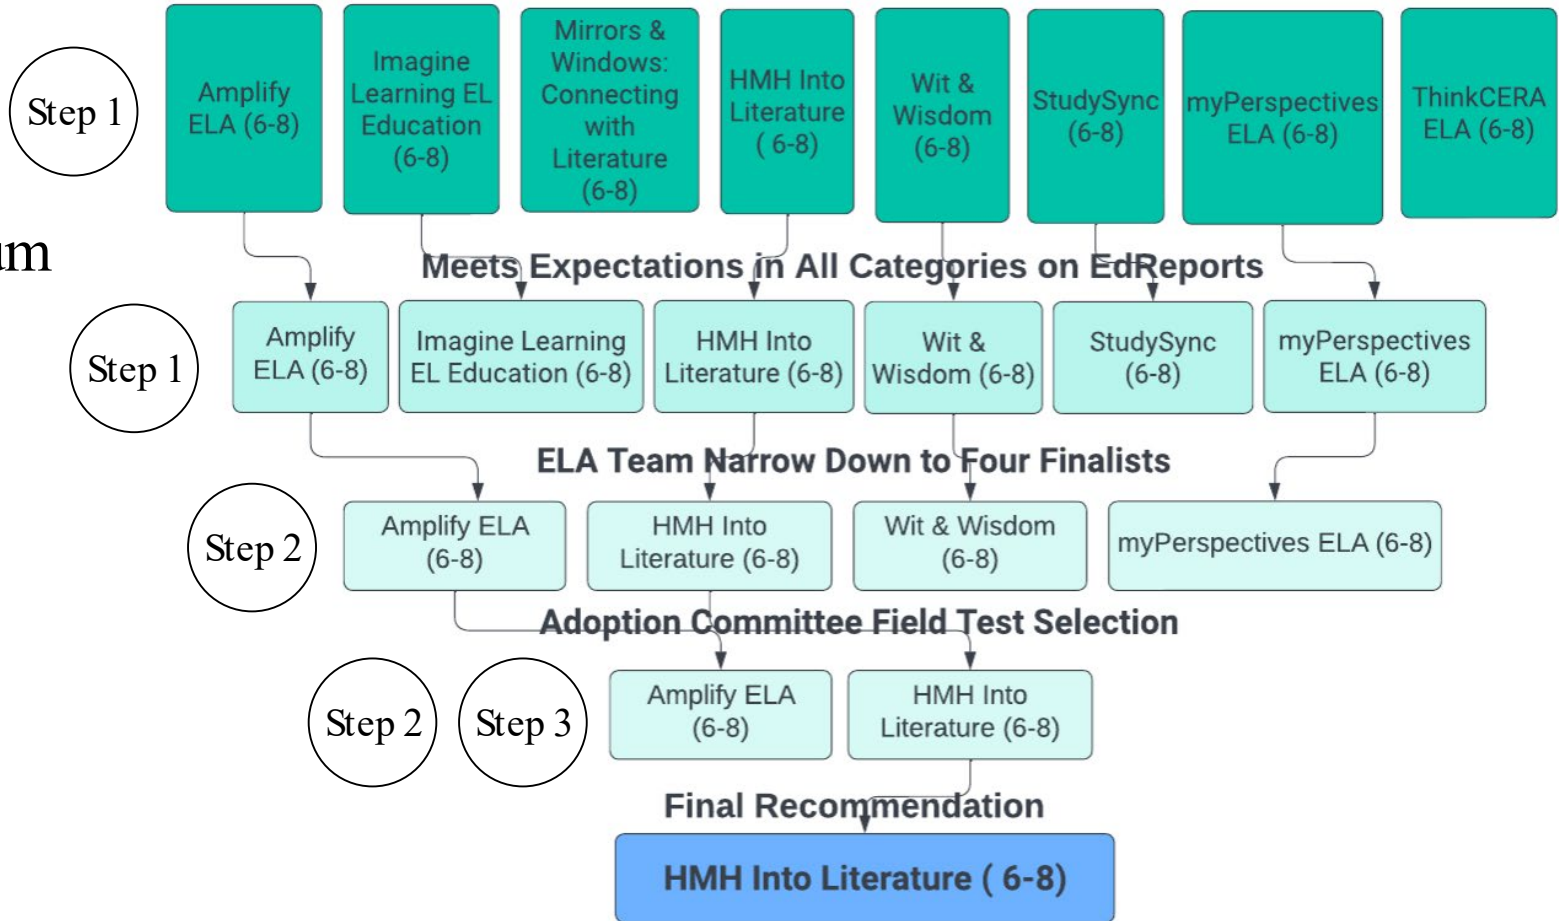 Step 1
Amplify
ELA (6-8)
Imagine
Learning EL
Education
(6-8)
Mirrors &
Windows:
Connecting
with
Literature
(6-8)
HMH Into
Literature
( 6-8)
Wit &
Wisdom
(6-8)
StudySync
(6-8)
myPerspectives
ELA (6-8)
ThinkCERA
ELA (6-8)
Meets Expectations in All Categories on EdReports
Step 1
Amplify
ELA (6-8)
Imagine Learning
EL Education (6-8)
HMH Into
Literature (6-8)
Wit &
Wisdom (6-8)
StudySync
(6-8)
myPerspectives
ELA (6-8)
ELA Team Narrow Down to Four Finalists
Step 2
Amplify ELA
(6-8)
HMH Into
Literature (6-8)
Wit & Wisdom
(6-8)
myPerspectives ELA (6-8)
Adoption Committee Field Test Selection
Step 2
Step 3
Amplify ELA
(6-8)
HMH Into
Literature (6-8)
Final Recommendation
HMH Into Literature ( 6-8)